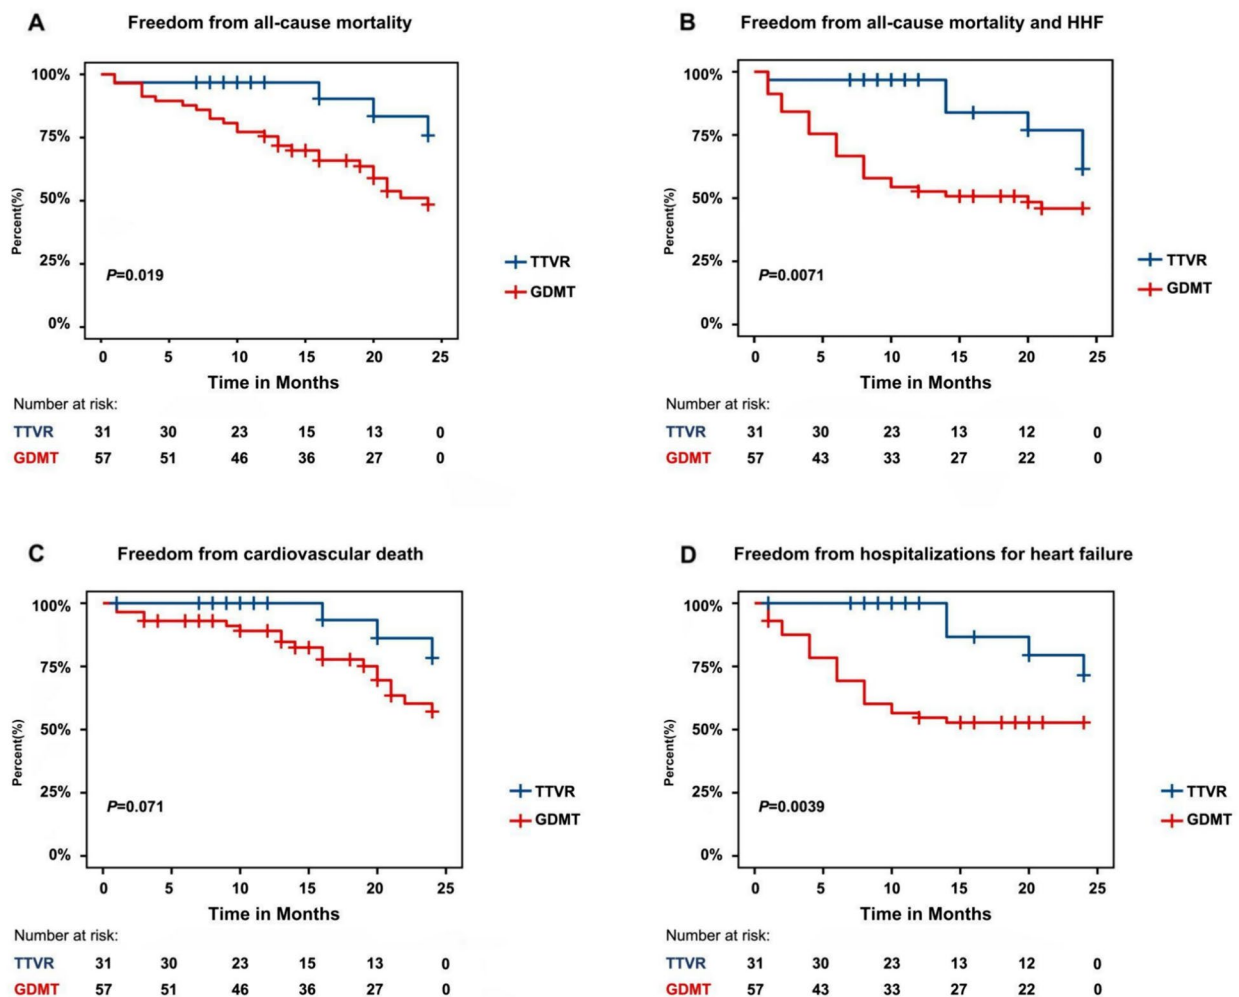 A Freedom from all-cause mortality
100%
75%
50%
25%
0%
Percent(%)
P=0.019
TTVR
GDMT
0 5 10 15 20 25
Time in Months
Number at risk:
TTVR 31 30 23 15 13 0
GDMT 57 51 46 36 27 0
B Freedom from all-cause mortality and HHF
100%
75%
50%
25%
0%
Percent(%)
P=0.0071
TTVR
GDMT
0 5 10 15 20 25
Time in Months
Number at risk:
TTVR 31 30 23 13 12 0
GDMT 57 43 33 27 22 0
C Freedom from cardiovascular death
100%
75%
50%
25%
0%
Percent(%)
P=0.071
TTVR
GDMT
0 5 10 15 20 25
Time in Months
Number at risk:
TTVR 31 30 23 15 13 0
GDMT 57 51 46 36 27 0
D Freedom from hospitalizations for heart failure
100%
75%
50%
25%
0%
Percent(%)
P=0.0039
TTVR
GDMT
0 5 10 15 20 25
Time in Months
Number at risk:
TTVR 31 30 23 13 12 0
GDMT 57 43 33 27 22 0